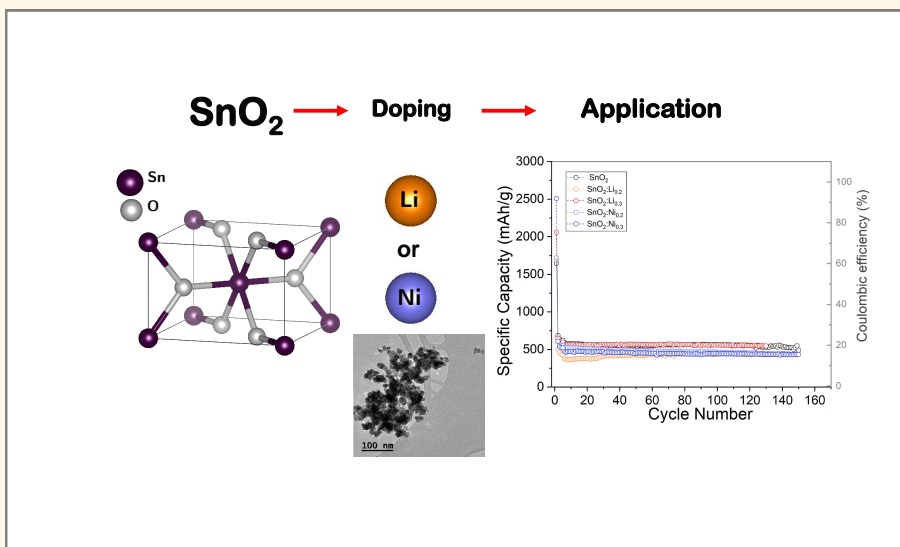 SnO₂ Doping Application
Sn
O
Li
or
Ni
100 nm
Specific Capacity (mAh/g)
3000
2500
2000
1500
1000
500
0
SnO₂
SnO₂:Li₀,₂
SnO₂:Li₀,₃
SnO₂:Ni₀,₂
SnO₂:Ni₀,₃
100
80
60
40
20
0
Coulombic efficiency (%)
0 20 40 60 80 100 120 140 160
Cycle Number